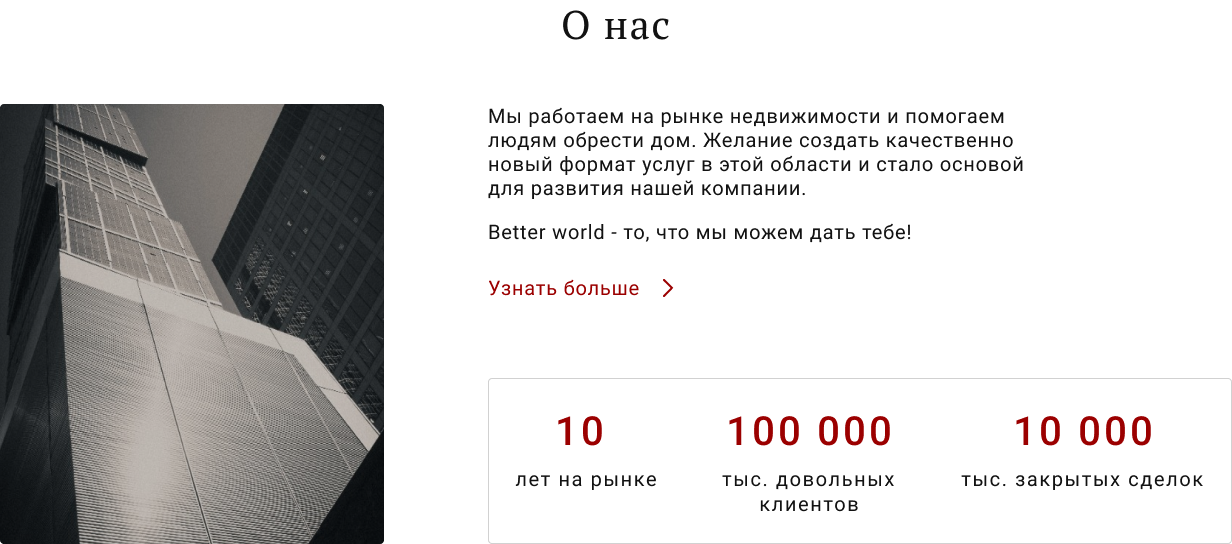 О нас
Мы работаем на рынке недвижимости и помогаем
людям обрести дом. Желание создать качественно
новый формат услуг в этой области и стало основой
для развития нашей компании.
Better world - то, что мы можем дать тебе!
Узнать больше
10
лет на рынке
100 000
тыс. довольных
клиентов
10 000
тыс. закрытых сделок